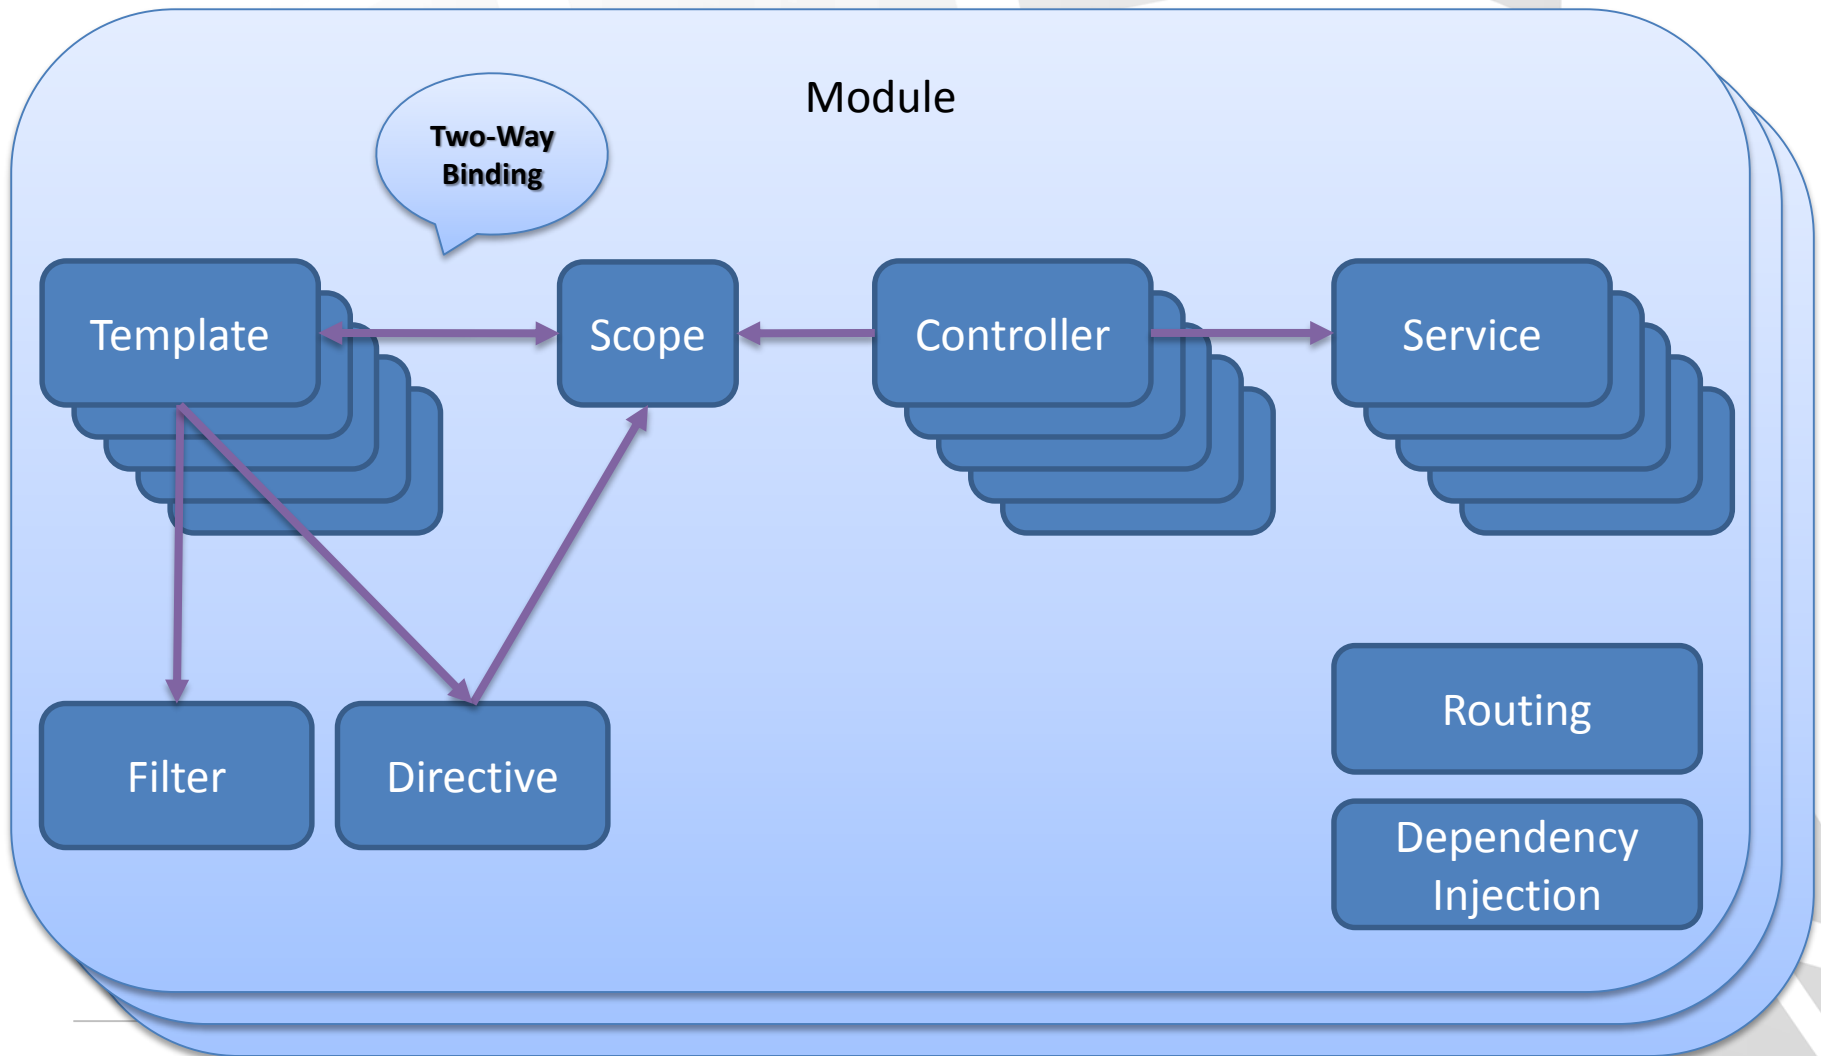 Module
Two-Way
Binding
Template
Scope
Controller
Service
Filter
Directive
Routing
Dependency
Injection